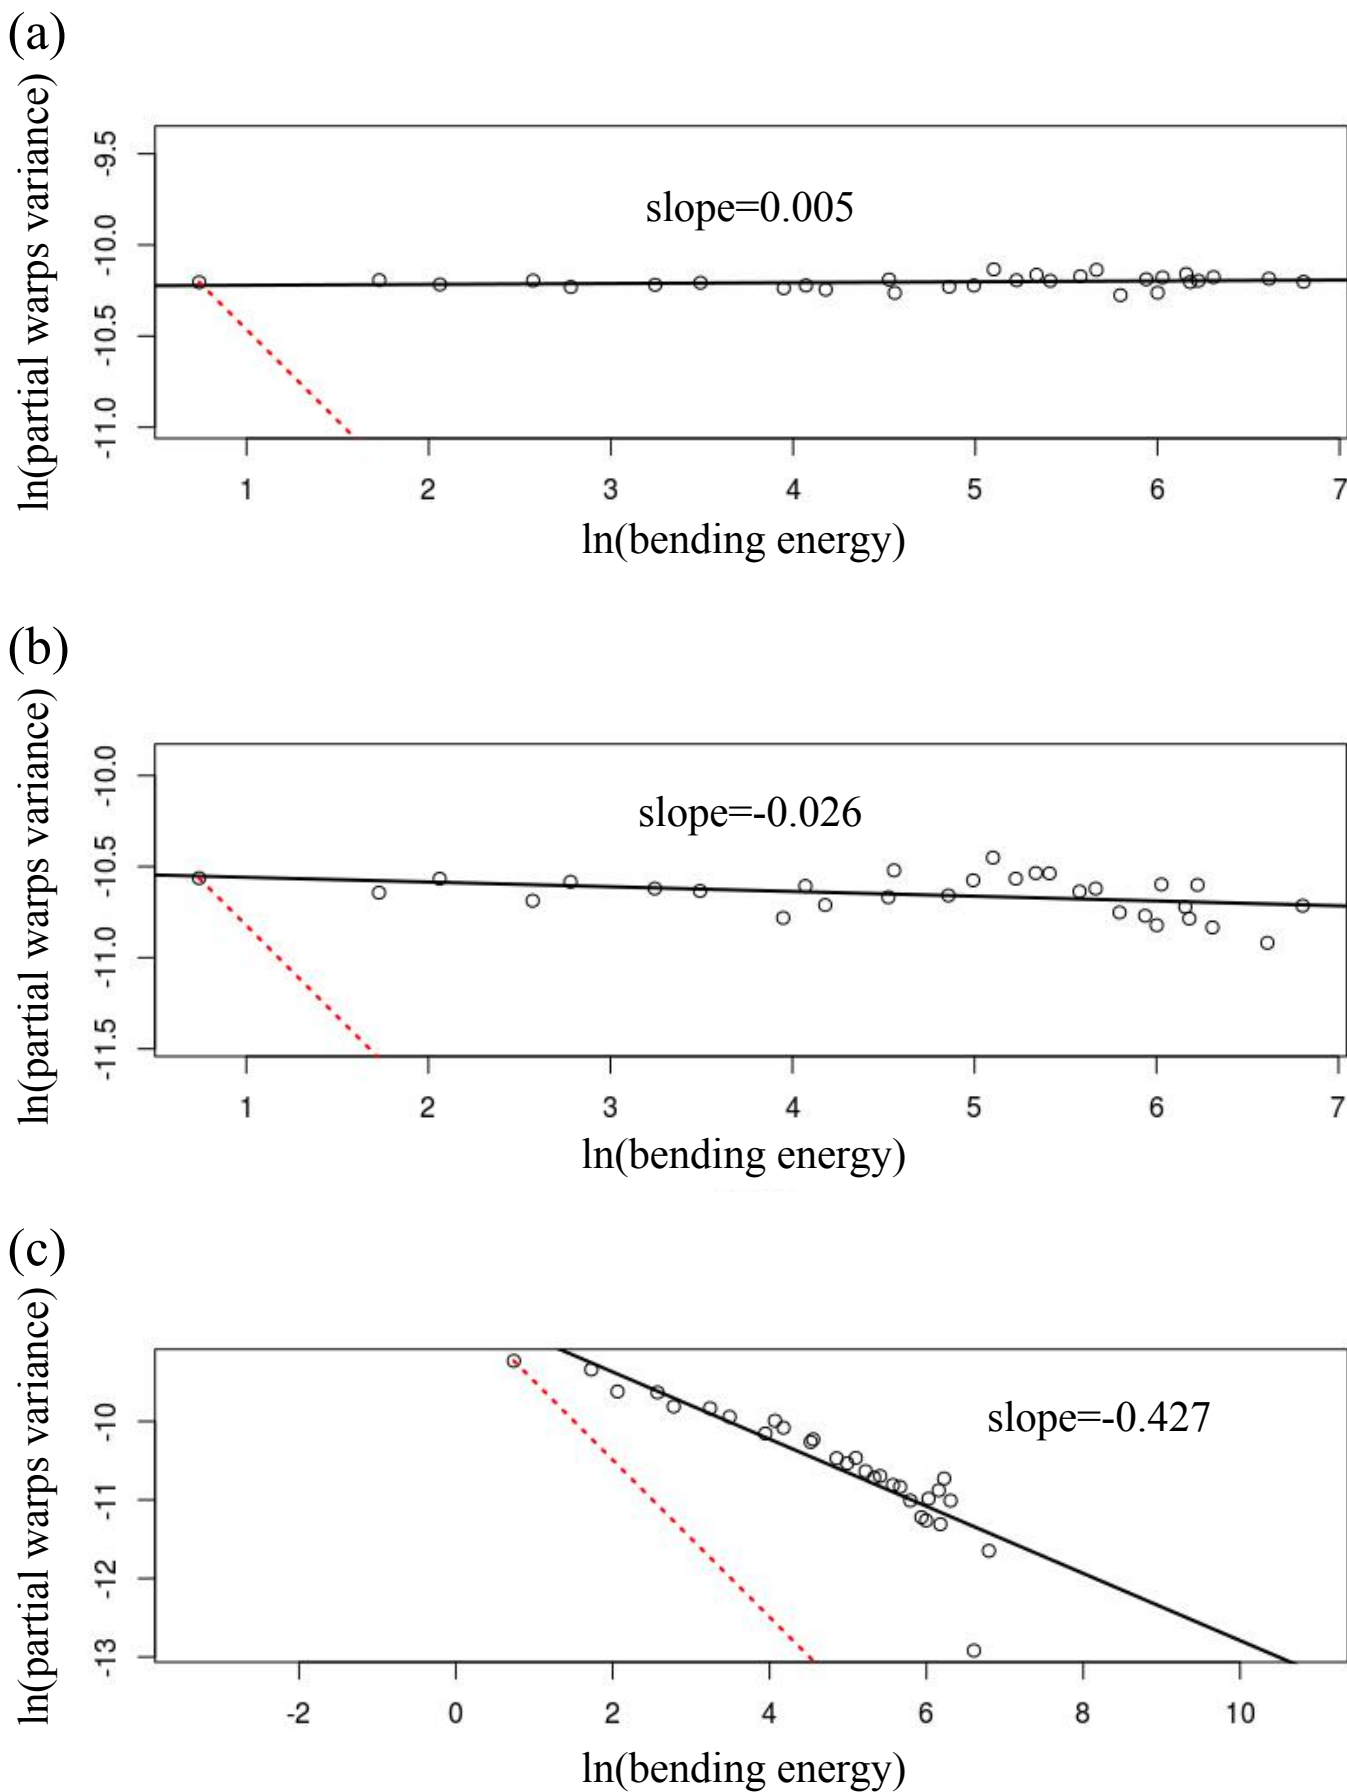 (a)
ln(partial warps variance)
-9.5
-10.0
-10.5
-11.0
slope=0.005
1 2 3 4 5 6 7
ln(bending energy)
(b)
ln(partial warps variance)
-10.0
-10.5
-11.0
-11.5
slope=-0.026
1 2 3 4 5 6 7
ln(bending energy)
(c)
ln(partial warps variance)
-10
-11
-12
-13
slope=-0.427
-2 0 2 4 6 8 10
ln(bending energy)